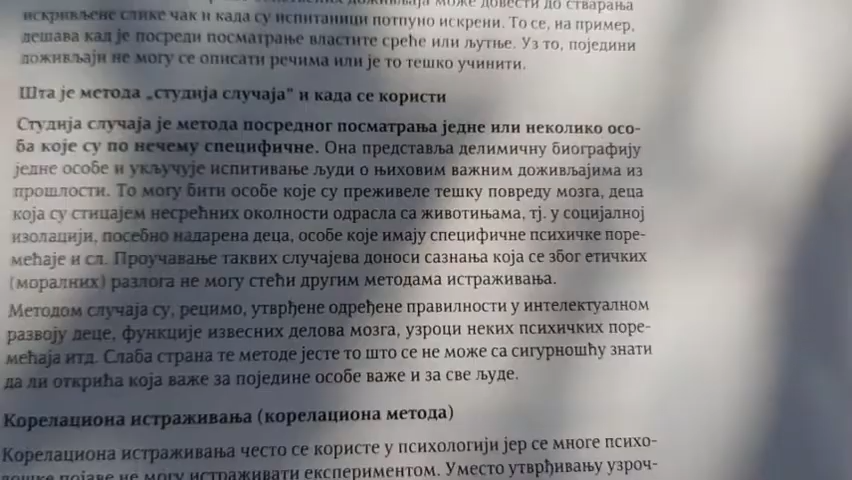 доживљаја може довести до стварања
искривљене слике чак и када су испитаници потпуно искрени. То се, на пример,
дешава кад је посреди посматрање властите среће или љутње. Уз то, поједини
доживљаји не могу се описати речима или је то тешко учинити.
Шта је метода „студија случаја" и када се користи
Студија случаја је метода посредног посматрања једне или неколико осо-
ба које су по нечему специфичне. Она представља делимичну биографију
једне особе и укључује испитивање људи о њиховим важним доживљајима из
прошлости. То могу бити особе које су преживеле тешку повреду мозга, деца
која су стицајем несрећних околности одрасла са животињама, тј. у социјалној
изолацији, посебно надарена деца, особе које имају специфичне психичке поре-
мећаје и сл. Проучавање таквих случајева доноси сазнања која се због етичких
(моралних) разлога не могу стећи другим методама истраживања.
Методом случаја су, рецимо, утврђене одређене правилности у интелектуалном
развоју деце, функције извесних делова мозга, узроци неких психичких поре-
мећаја итд. Слаба страна те методе јесте то што се не може са сигурношћу знати
да ли открића која важе за поједине особе важе и за све људе.
Корелациона истраживања (корелациона метода)
Корелациона истраживања често се користе у психологији јер се многе психо-
лошке појаве не могу истраживати експериментом. Уместо утврђивању узроч-